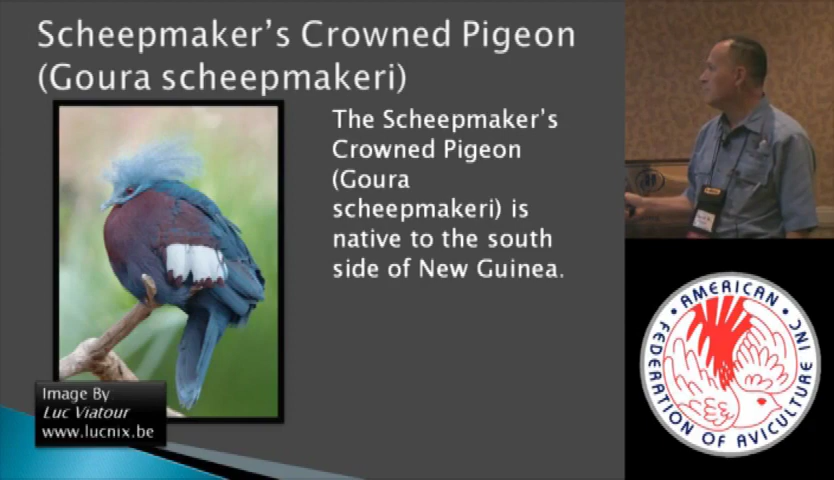 Scheepmaker's Crowned Pigeon
(Goura scheepmakeri)
The Scheepmaker's
Crowned Pigeon
(Goura
scheepmakeri) is
native to the south
side of New Guinea.
Image By
Luc Viatour
www.lucnix.be
AMERICAN
FEDERATION OF AVICULTURE
INC